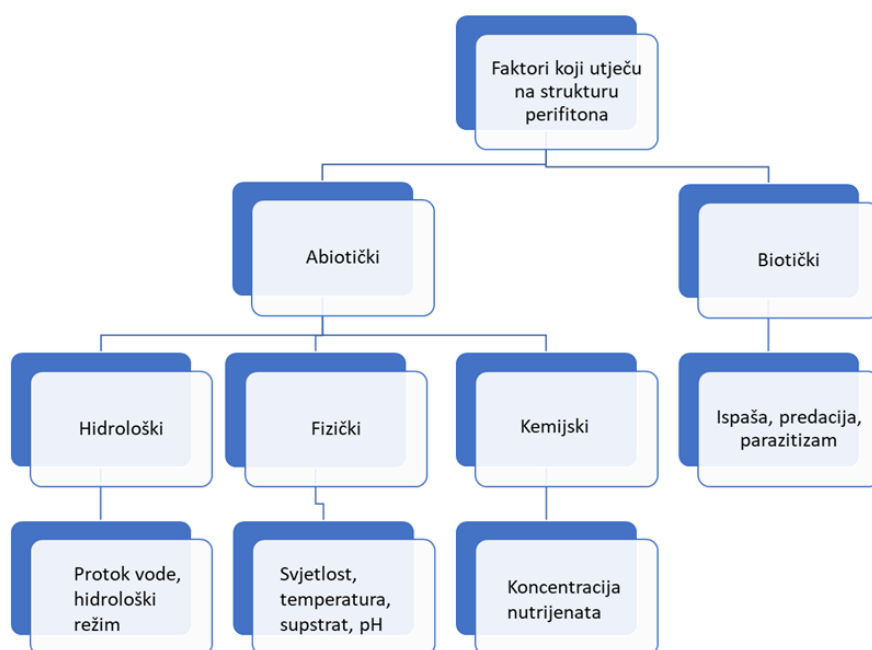 Faktori koji utječu
na strukturu
perifitona
Abiotički
Biotički
Hidrološki
Fizički
Kemijski
Ispaša, predacija,
parazitizam
Protok vode,
hidrološki
režim
Svjetlost,
temperatura,
supstrat, pH
Koncentracija
nutrijenata